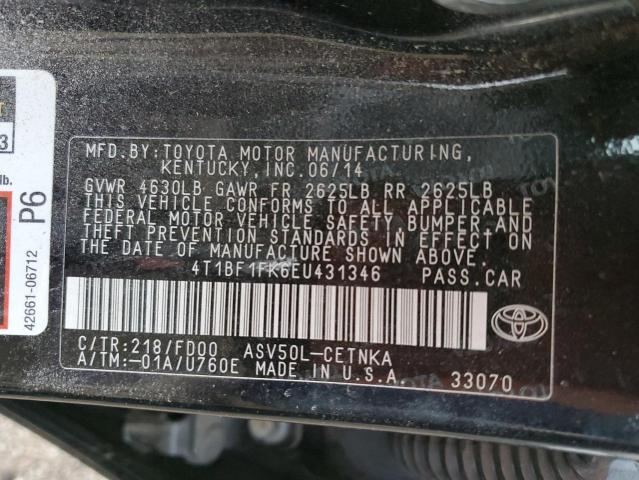 MFD.BY:TOYOTA MOTOR MANUFACTURING,
KENTUCKY, INC. 06/14
GVWR 4630LB GAWR FR 2625LB RR 2625LB
THIS VEHICLE CONFORMS TO ALL APPLICABLE
FEDERAL MOTOR VEHICLE SAFETY, BUMPER, AND
THEFT PREVENTION STANDARDS IN EFFECT ON
THE DATE OF MANUFACTURE SHOWN ABOVE.
4T1BF1FK6EU431346 PASS.CAR
C/TR:218/FD00 ASV50L-CETNKA
A/TM:-01A/U760E MADE IN U.S.A. 33070
TOYOTA
3
lb.
P6
42661-06712